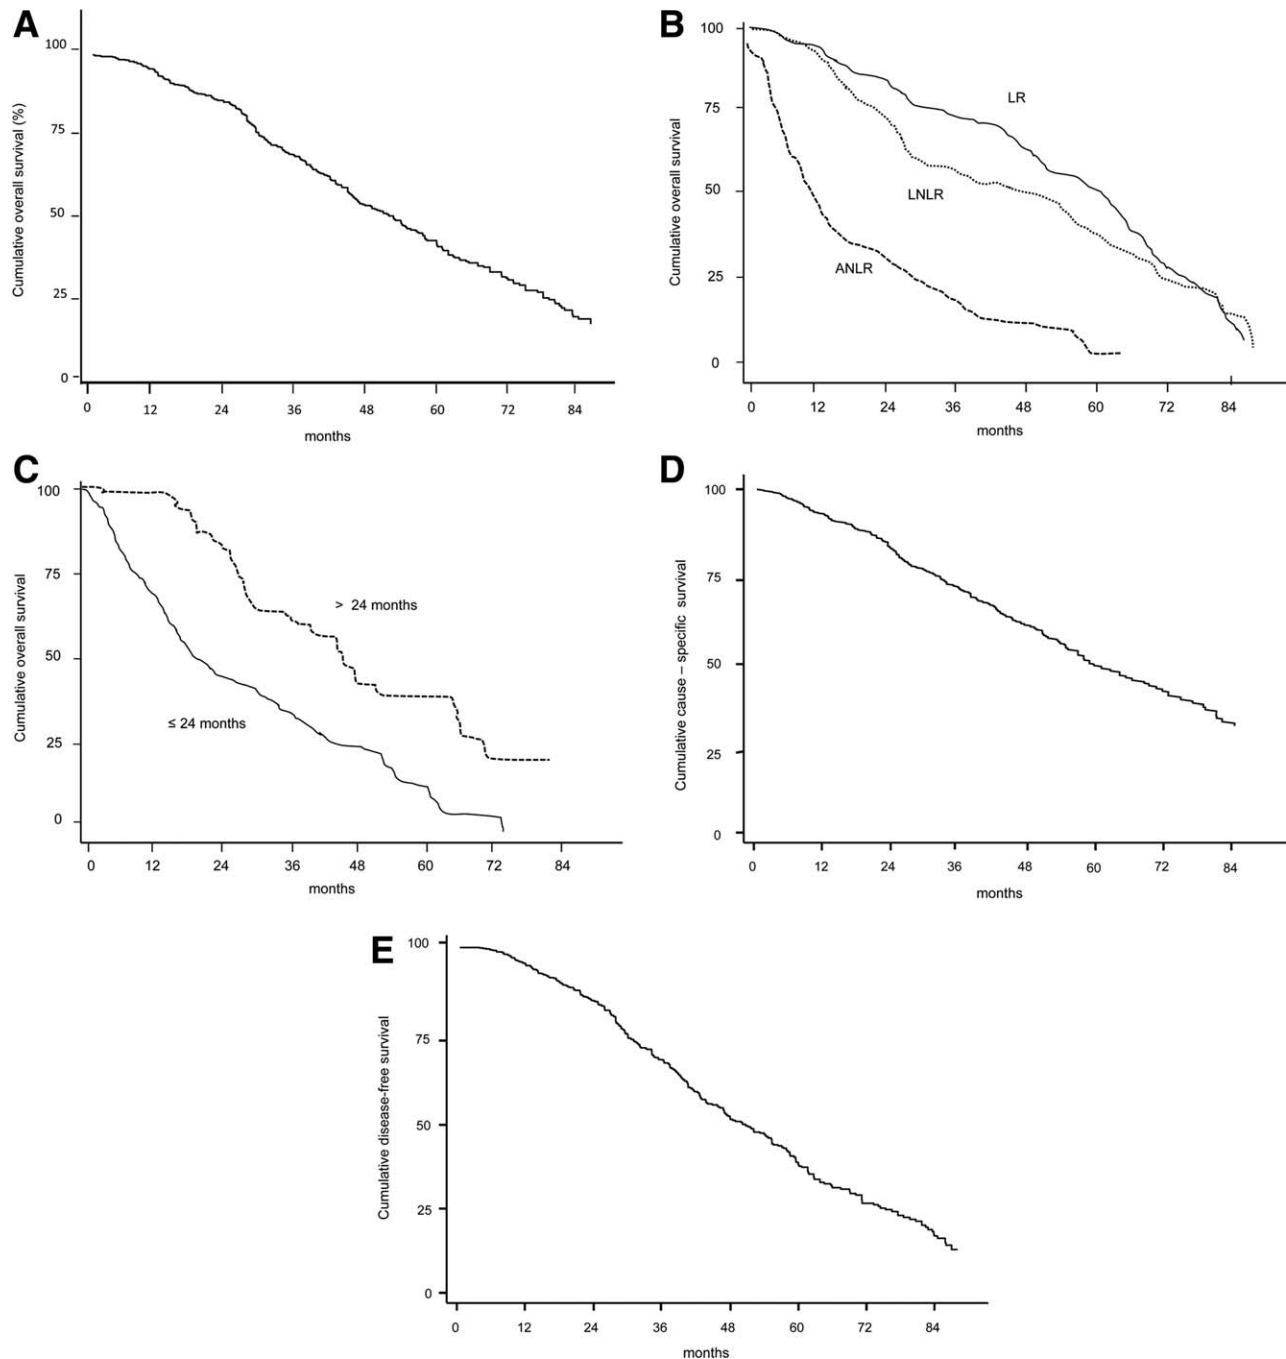 A
Cumulative overall survival (%)
100
75
50
25
0
0 12 24 36 48 60 72 84
months
B
Cumulative overall survival
100
75
50
25
0
LR
LNLR
ANLR
0 12 24 36 48 60 72 84
months
C
Cumulative overall survival
100
75
50
25
0
> 24 months
≤ 24 months
0 12 24 36 48 60 72 84
months
D
Cumulative cause – specific survival
100
75
50
25
0
0 12 24 36 48 60 72 84
months
E
Cumulative disease-free survival
100
75
50
25
0
0 12 24 36 48 60 72 84
months